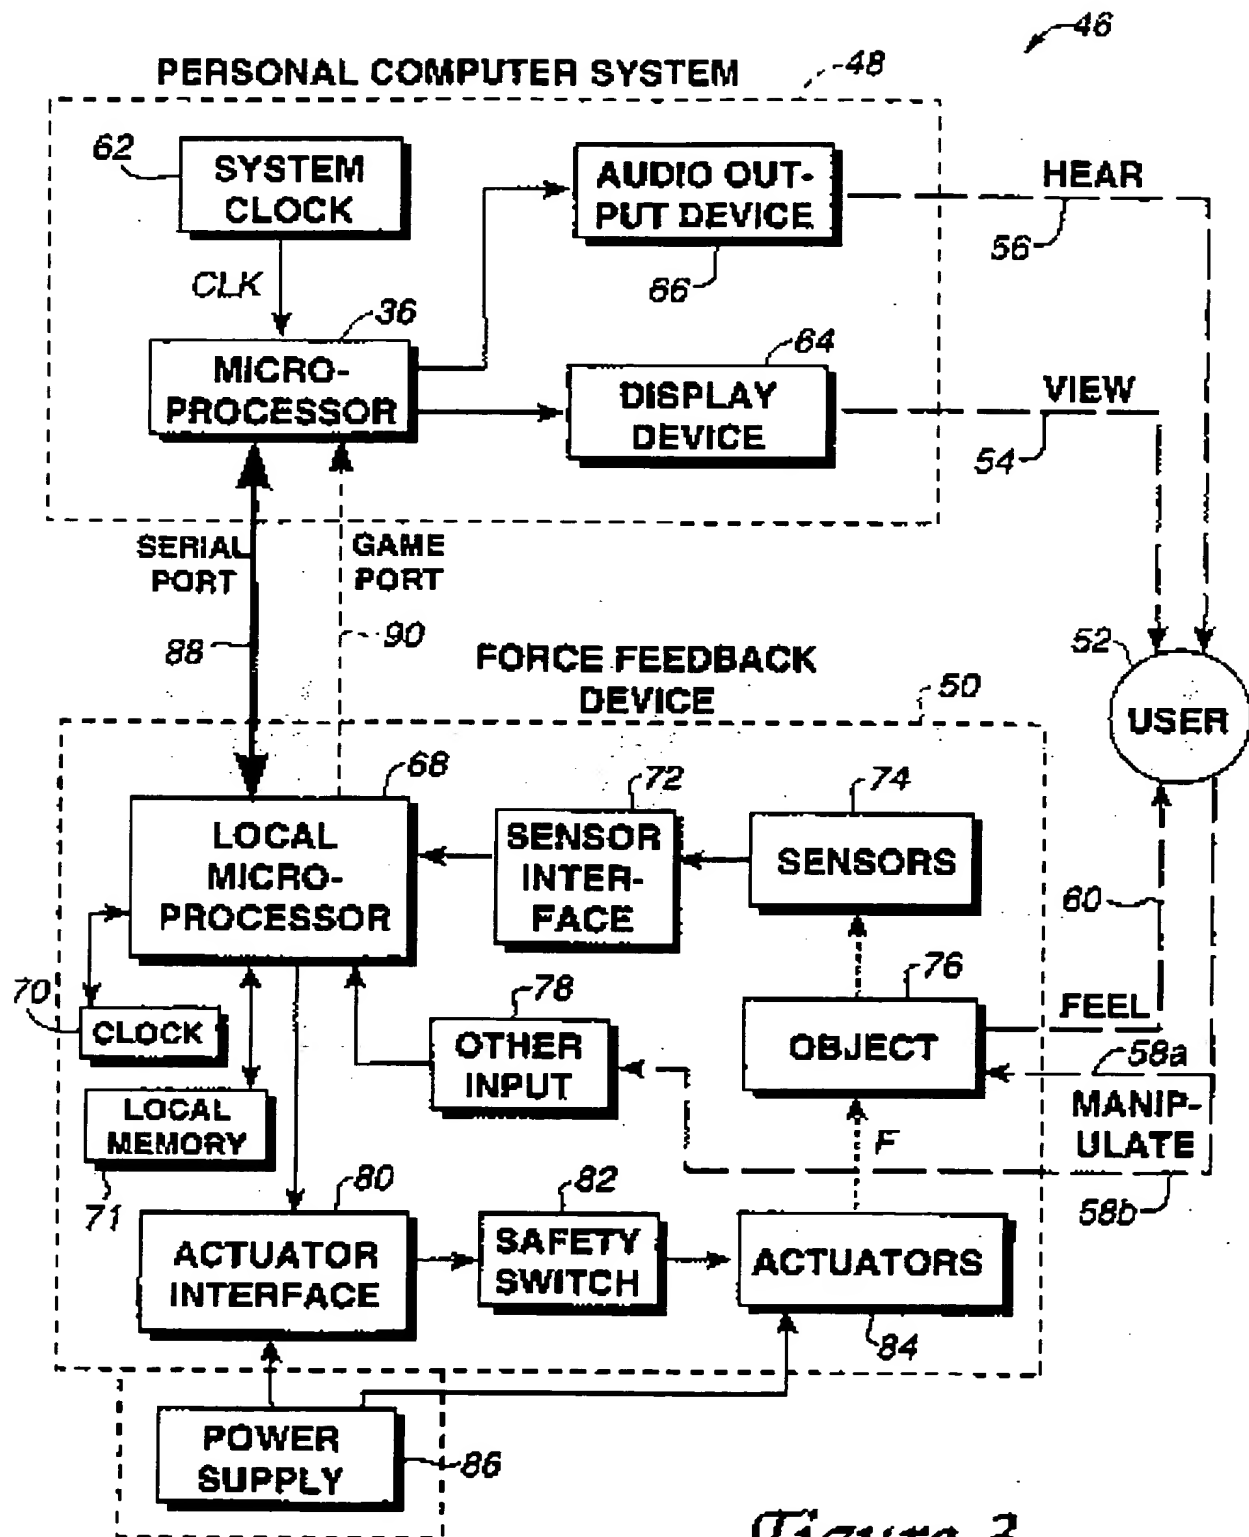 46
PERSONAL COMPUTER SYSTEM
48
62
SYSTEM
CLOCK
AUDIO OUT-
PUT DEVICE
HEAR
56
66
CLK
36
MICRO-
PROCESSOR
64
DISPLAY
DEVICE
VIEW
54
SERIAL
PORT
GAME
PORT
88
90
FORCE FEEDBACK
DEVICE
50
52
USER
68
LOCAL
MICRO-
PROCESSOR
72
SENSOR
INTER-
FACE
74
SENSORS
60
70
CLOCK
78
OTHER
INPUT
76
OBJECT
FEEL
58a
MANIP-
ULATE
58b
LOCAL
MEMORY
71
F
80
ACTUATOR
INTERFACE
82
SAFETY
SWITCH
ACTUATORS
84
POWER
SUPPLY
86
Figure 3